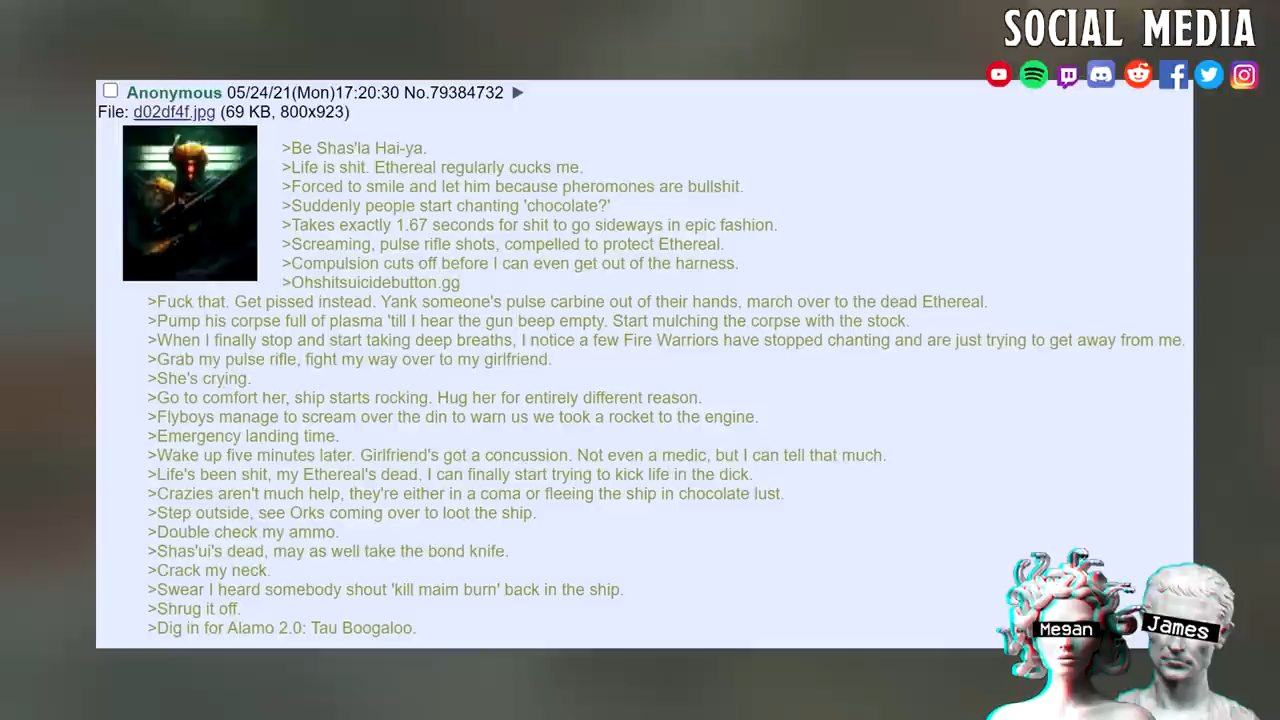 SOCIAL MEDIA
Anonymous 05/24/21(Mon)17:20:30 No.79384732 ▶
File: d02df4f.jpg (69 KB, 800x923)
>Be Shas'la Hai-ya.
>Life is shit. Ethereal regularly cucks me.
>Forced to smile and let him because pheromones are bullshit.
>Suddenly people start chanting 'chocolate?'
>Takes exactly 1.67 seconds for shit to go sideways in epic fashion.
>Screaming, pulse rifle shots, compelled to protect Ethereal.
>Compulsion cuts off before I can even get out of the harness.
>Ohshitsuicidebutton.gg
>Fuck that. Get pissed instead. Yank someone's pulse carbine out of their hands, march over to the dead Ethereal.
>Pump his corpse full of plasma 'till I hear the gun beep empty. Start mulching the corpse with the stock.
>When I finally stop and start taking deep breaths, I notice a few Fire Warriors have stopped chanting and are just trying to get away from me.
>Grab my pulse rifle, fight my way over to my girlfriend.
>She's crying.
>Go to comfort her, ship starts rocking. Hug her for entirely different reason.
>Flyboys manage to scream over the din to warn us we took a rocket to the engine.
>Emergency landing time.
>Wake up five minutes later. Girlfriend's got a concussion. Not even a medic, but I can tell that much.
>Life's been shit, my Ethereal's dead, I can finally start trying to kick life in the dick.
>Crazies aren't much help, they're either in a coma or fleeing the ship in chocolate lust.
>Step outside, see Orks coming over to loot the ship.
>Double check my ammo.
>Shas'ui's dead, may as well take the bond knife.
>Crack my neck.
>Swear I heard somebody shout 'kill maim burn' back in the ship.
>Shrug it off.
>Dig in for Alamo 2.0: Tau Boogaloo.
Megan
James